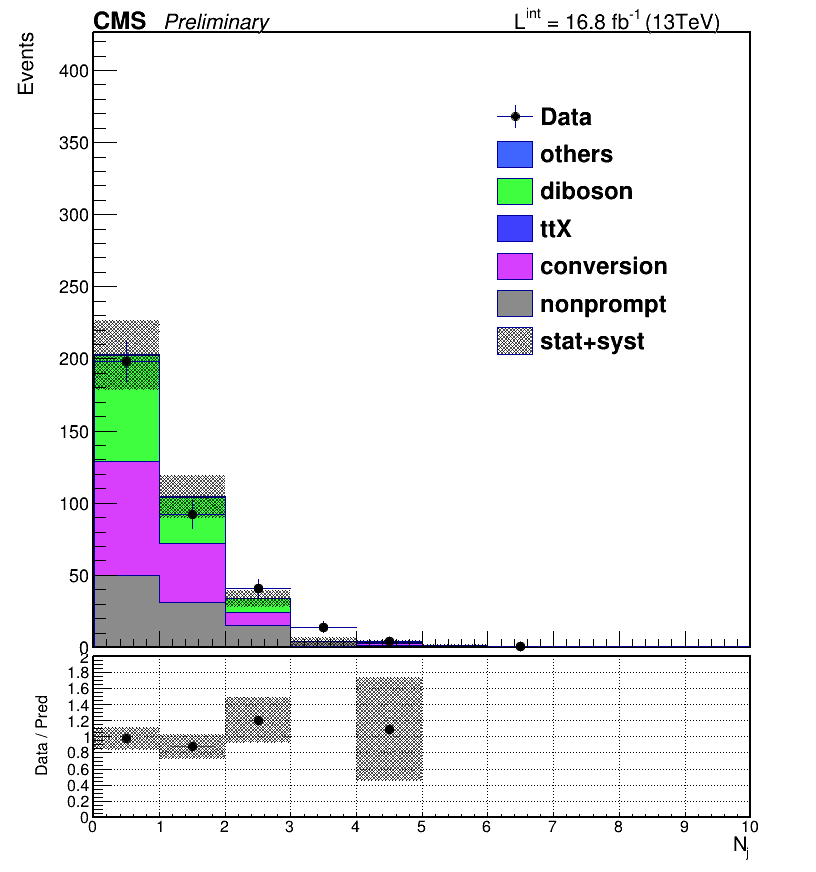 CMS Preliminary L^int = 16.8 fb^-1 (13TeV)
Events
400
350
300
250
200
150
100
50
0
Data
others
diboson
ttX
conversion
nonprompt
stat+syst
Data / Pred
2
1.8
1.6
1.4
1.2
1
0.8
0.6
0.4
0.2
0
0 1 2 3 4 5 6 7 8 9 10
N_j